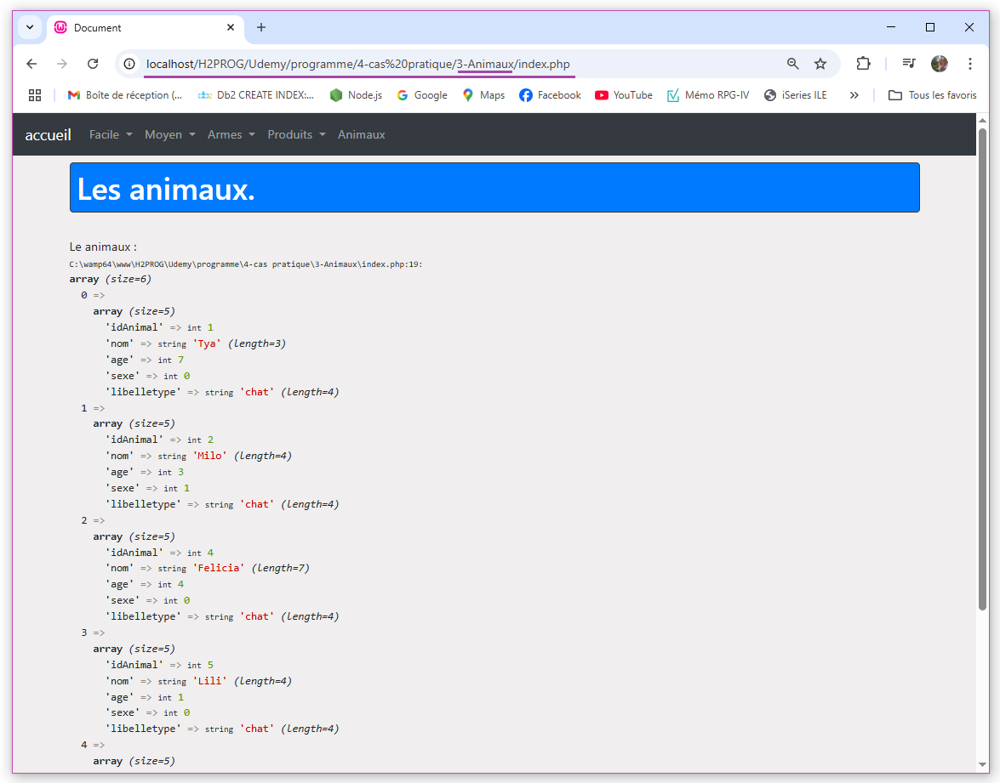 Document
localhost/H2PROG/Udemy/programme/4-cas%20pratique/3-Animaux/index.php
Boîte de réception (... Db2 CREATE INDEX:... Node.js Google Maps Facebook YouTube Mémo RPG-IV iSeries ILE » Tous les favoris
accueil Facile Moyen Armes Produits Animaux
Les animaux.
Le animaux :
C:\wamp64\www\H2PROG\Udemy\programme\4-cas pratique\3-Animaux\index.php:19:
array (size=6)
0 =>
array (size=5)
'idAnimal' => int 1
'nom' => string 'Tya' (length=3)
'age' => int 7
'sexe' => int 0
'libelletype' => string 'chat' (length=4)
1 =>
array (size=5)
'idAnimal' => int 2
'nom' => string 'Milo' (length=4)
'age' => int 3
'sexe' => int 1
'libelletype' => string 'chat' (length=4)
2 =>
array (size=5)
'idAnimal' => int 4
'nom' => string 'Felicia' (length=7)
'age' => int 4
'sexe' => int 0
'libelletype' => string 'chat' (length=4)
3 =>
array (size=5)
'idAnimal' => int 5
'nom' => string 'Lili' (length=4)
'age' => int 1
'sexe' => int 0
'libelletype' => string 'chat' (length=4)
4 =>
array (size=5)